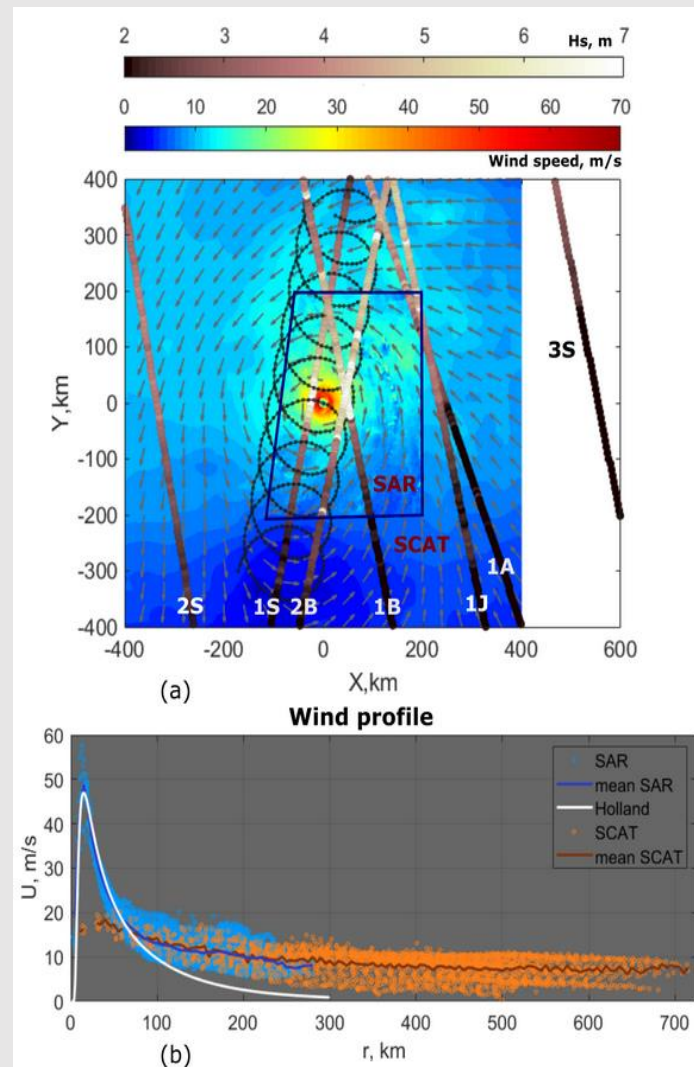 2 3 4 5 6 7
Hs, m
0 10 20 30 40 50 60 70
Wind speed, m/s
400
300
200
100
0
-100
-200
-300
-400
Y,km
3S
SAR
SCAT
1A
2S 1S 2B 1B 1J
-400 -200 0 200 400 600
X,km
(a)
Wind profile
60
50
40
30
20
10
0
U, m/s
SAR
mean SAR
Holland
SCAT
mean SCAT
0 100 200 300 400 500 600 700
r, km
(b)